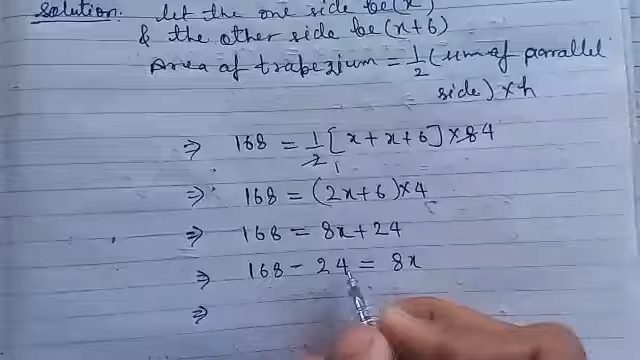 Solution: let the one side be (x)
& the other side be (x+6)
Area of trapezium = 1/2 (sum of parallel
side) × h
⇒ 168 = 1/2 [x + x + 6] × 8 4
⇒ 168 = (2x+6) × 4
⇒ 168 = 8x + 24
⇒ 168 - 24 = 8x
⇒